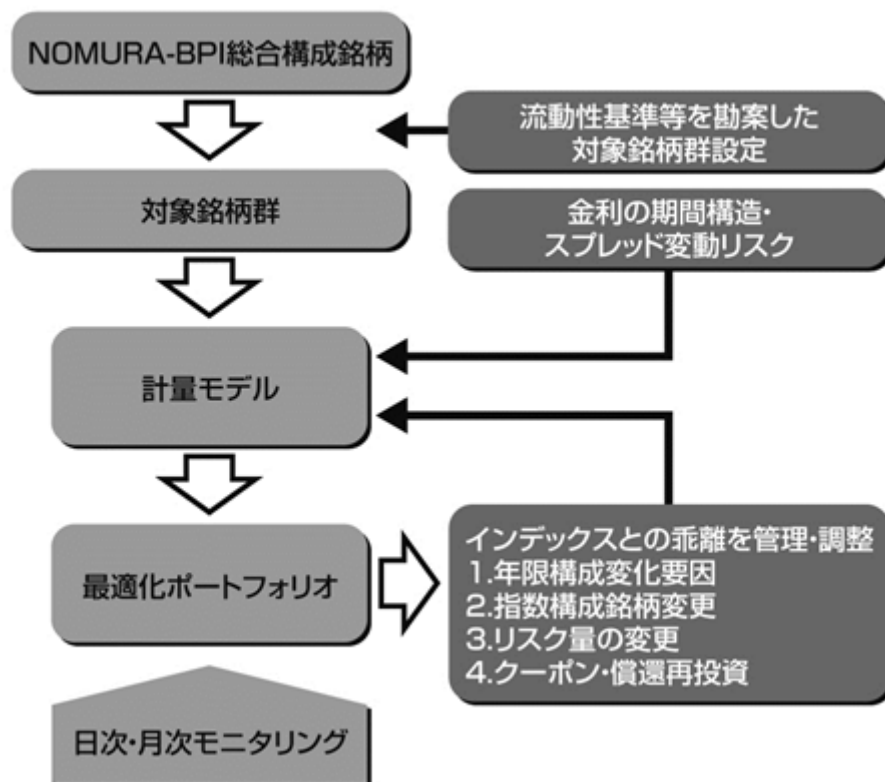 NOMURA-BPI総合構成銘柄
流動性基準等を勘案した
対象銘柄群設定
対象銘柄群
金利の期間構造・
スプレッド変動リスク
計量モデル
最適化ポートフォリオ
インデックスとの乖離を管理・調整
1.年限構成変化要因
2.指数構成銘柄変更
3.リスク量の変更
4.クーポン・償還再投資
日次・月次モニタリング